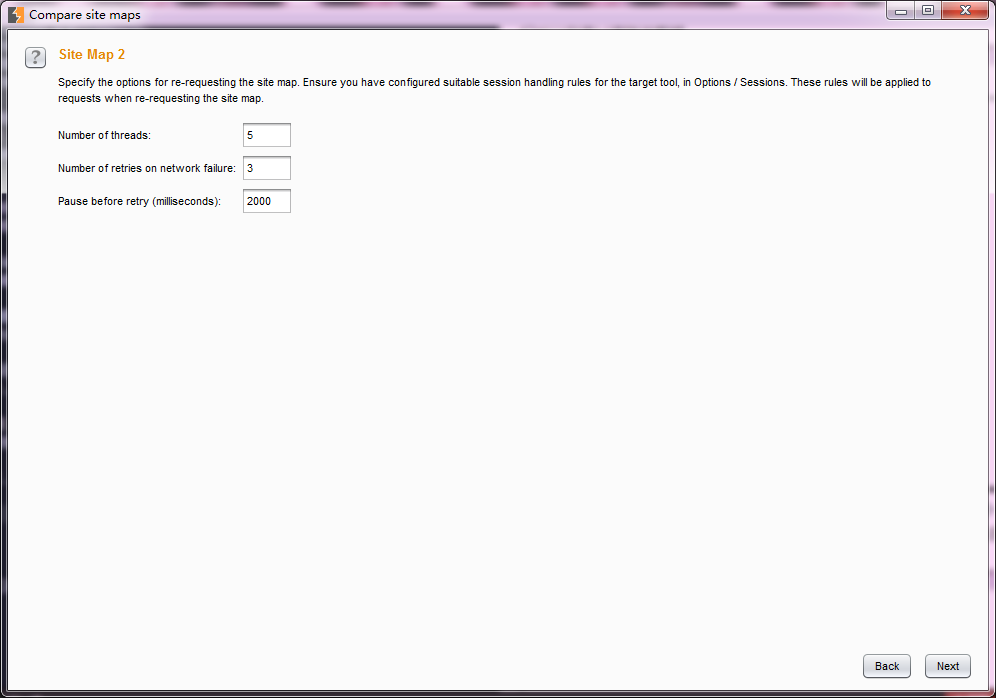 Compare site maps
?
Site Map 2
Specify the options for re-requesting the site map. Ensure you have configured suitable session handling rules for the target tool, in Options / Sessions. These rules will be applied to
requests when re-requesting the site map.
Number of threads: 5
Number of retries on network failure: 3
Pause before retry (milliseconds): 2000
Back Next